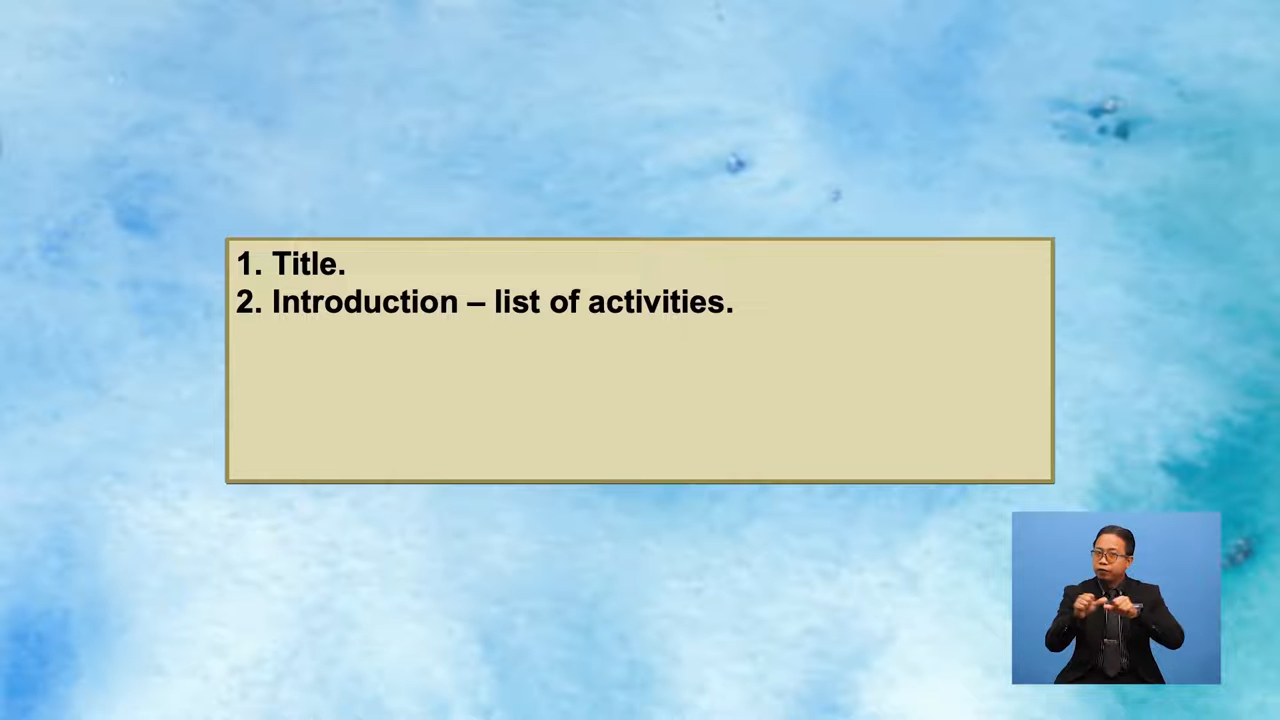 1. Title.
2. Introduction – list of activities.